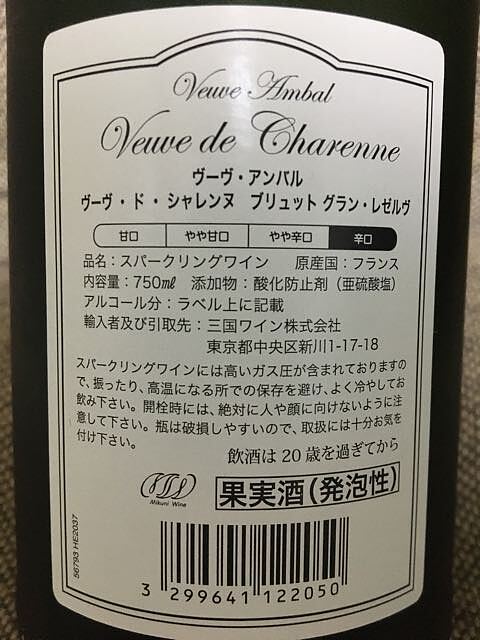 Veuve Ambal
Veuve de Charenne
ヴーヴ・アンバル
ヴーヴ・ド・シャレンヌ ブリュット グラン・レゼルヴ
甘口 やや甘口 やや辛口 辛口
品名：スパークリングワイン 原産国：フランス
内容量：750㎖ 添加物：酸化防止剤（亜硫酸塩）
アルコール分：ラベル上に記載
輸入者及び引取先：三国ワイン株式会社
東京都中央区新川1-17-18
スパークリングワインには高いガス圧が含まれておりますの
で、振ったり、高温になる所での保存を避け、よく冷やしてお
飲み下さい。開栓時には、絶対に人や顔に向けないように注
意して下さい。瓶は破損しやすいので、取扱には十分お気を
付け下さい。
飲酒は20歳を過ぎてから
Mikuni Wine
果実酒（発泡性）
56793 HE2037
3 299641 122050